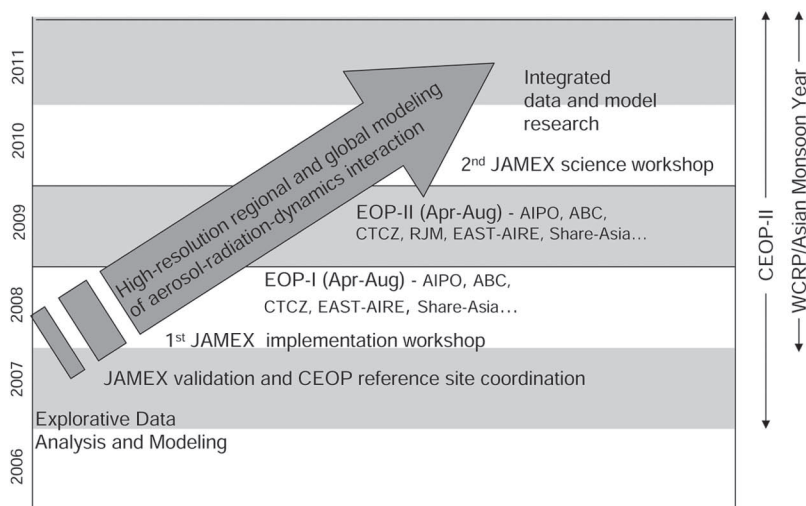 2011
2010
2009
2008
2007
2006
High-resolution regional and global modeling
of aerosol-radiation-dynamics interaction
Integrated
data and model
research
2nd JAMEX science workshop
EOP-II (Apr-Aug) - AIPO, ABC,
CTCZ, RJM, EAST-AIRE, Share-Asia...
EOP-I (Apr-Aug) - AIPO, ABC,
CTCZ, EAST-AIRE, Share-Asia...
1st JAMEX implementation workshop
JAMEX validation and CEOP reference site coordination
Explorative Data
Analysis and Modeling
CEOP-II
WCRP/Asian Monsoon Year